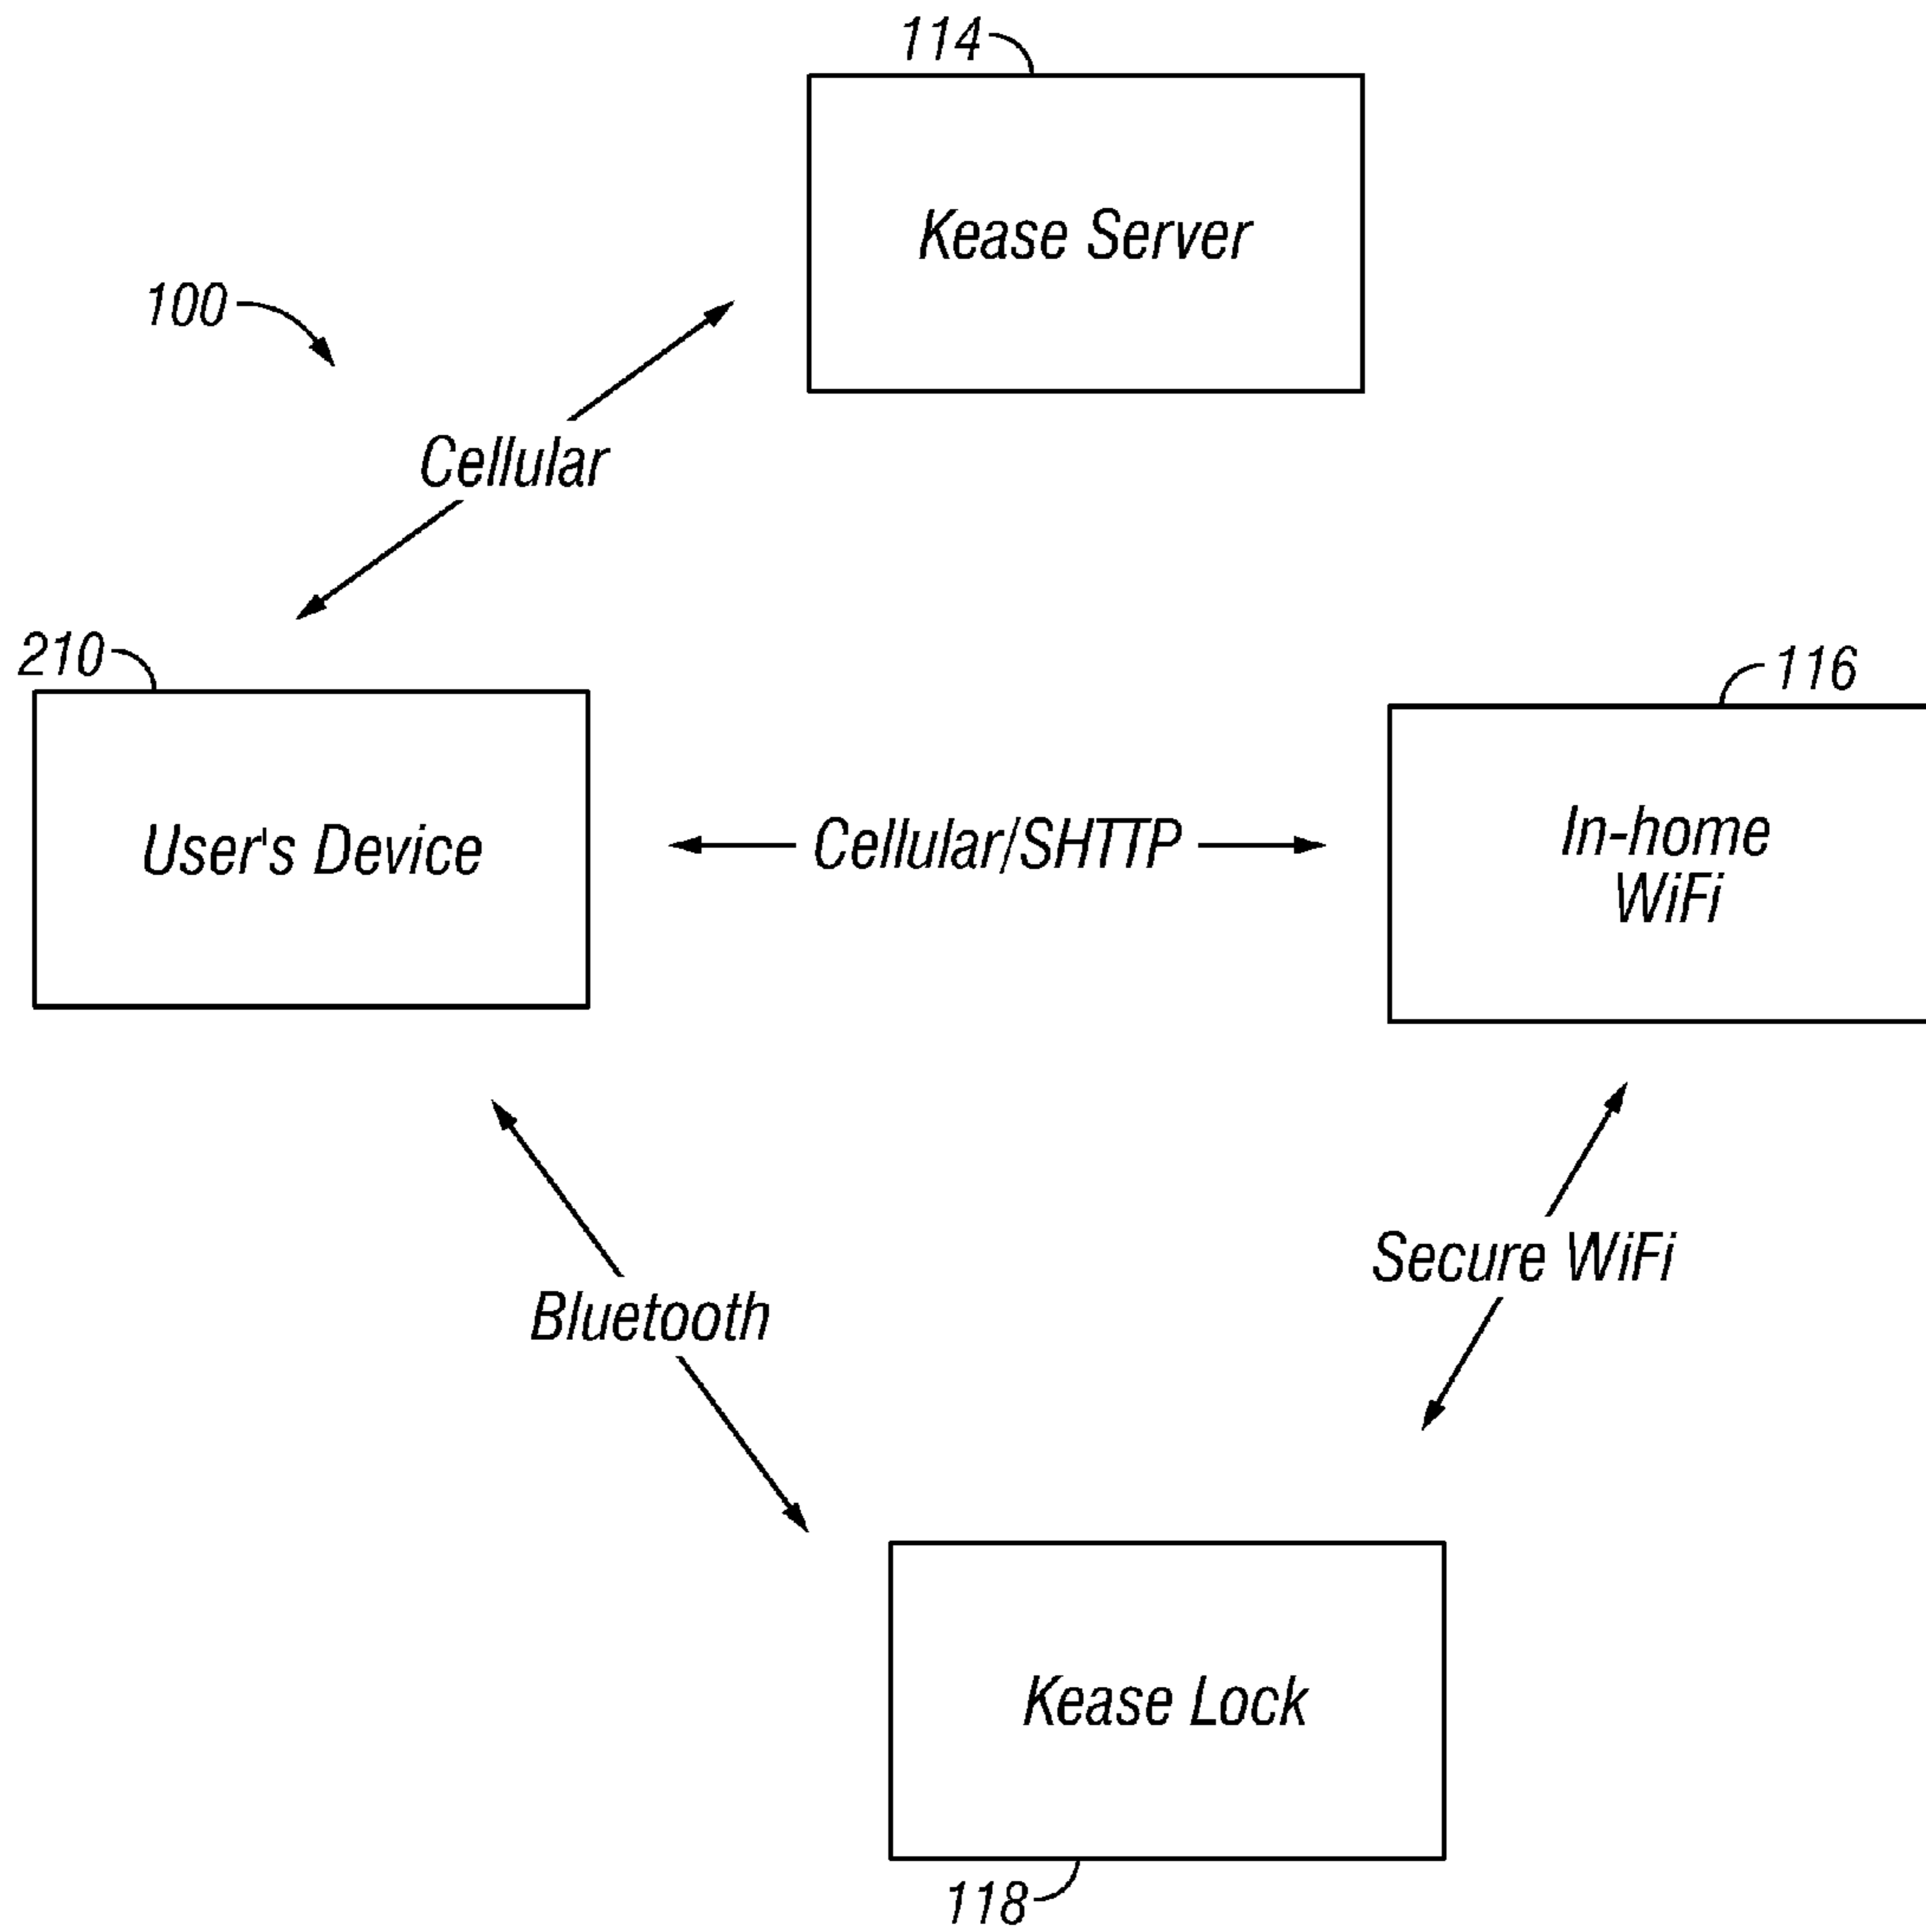 114
Kease Server
100
Cellular
210
116
User's Device
Cellular/SHTTP
In-home
WiFi
Secure WiFi
Bluetooth
Kease Lock
118